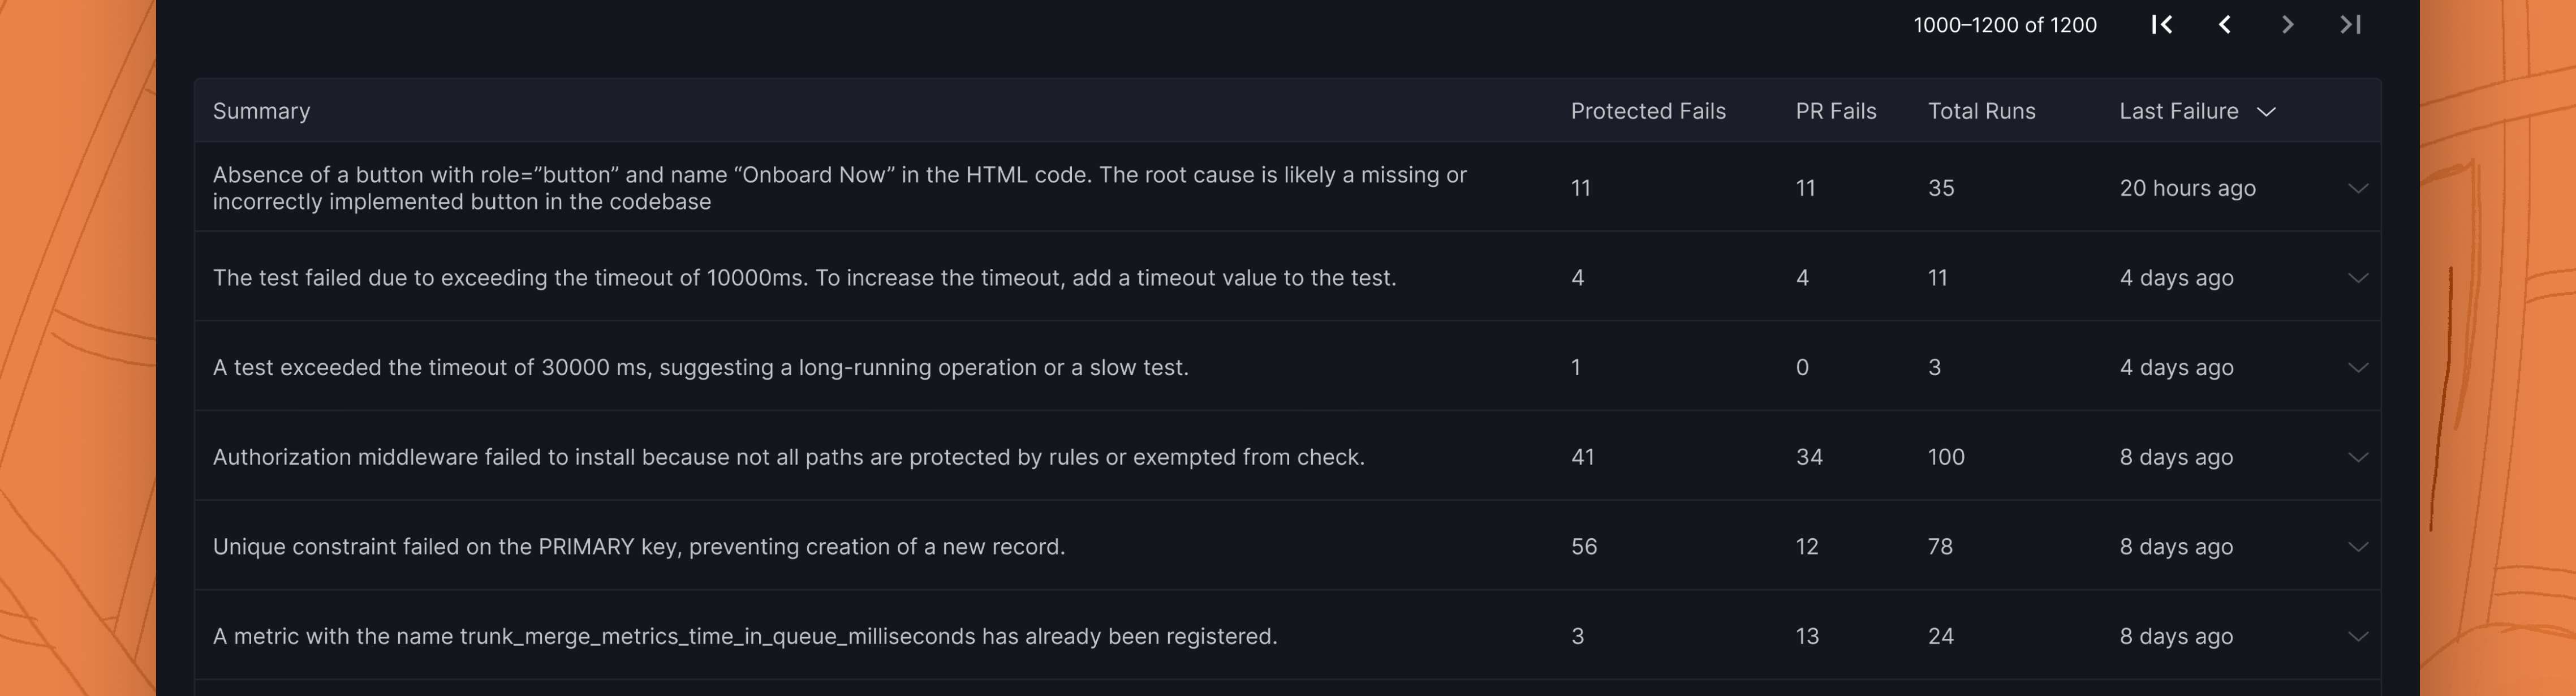 1000–1200 of 1200
Summary Protected Fails PR Fails Total Runs Last Failure
Absence of a button with role=”button” and name “Onboard Now” in the HTML code. The root cause is likely a missing or
incorrectly implemented button in the codebase
11 11 35 20 hours ago
The test failed due to exceeding the timeout of 10000ms. To increase the timeout, add a timeout value to the test. 4 4 11 4 days ago
A test exceeded the timeout of 30000 ms, suggesting a long-running operation or a slow test. 1 0 3 4 days ago
Authorization middleware failed to install because not all paths are protected by rules or exempted from check. 41 34 100 8 days ago
Unique constraint failed on the PRIMARY key, preventing creation of a new record. 56 12 78 8 days ago
A metric with the name trunk_merge_metrics_time_in_queue_milliseconds has already been registered. 3 13 24 8 days ago